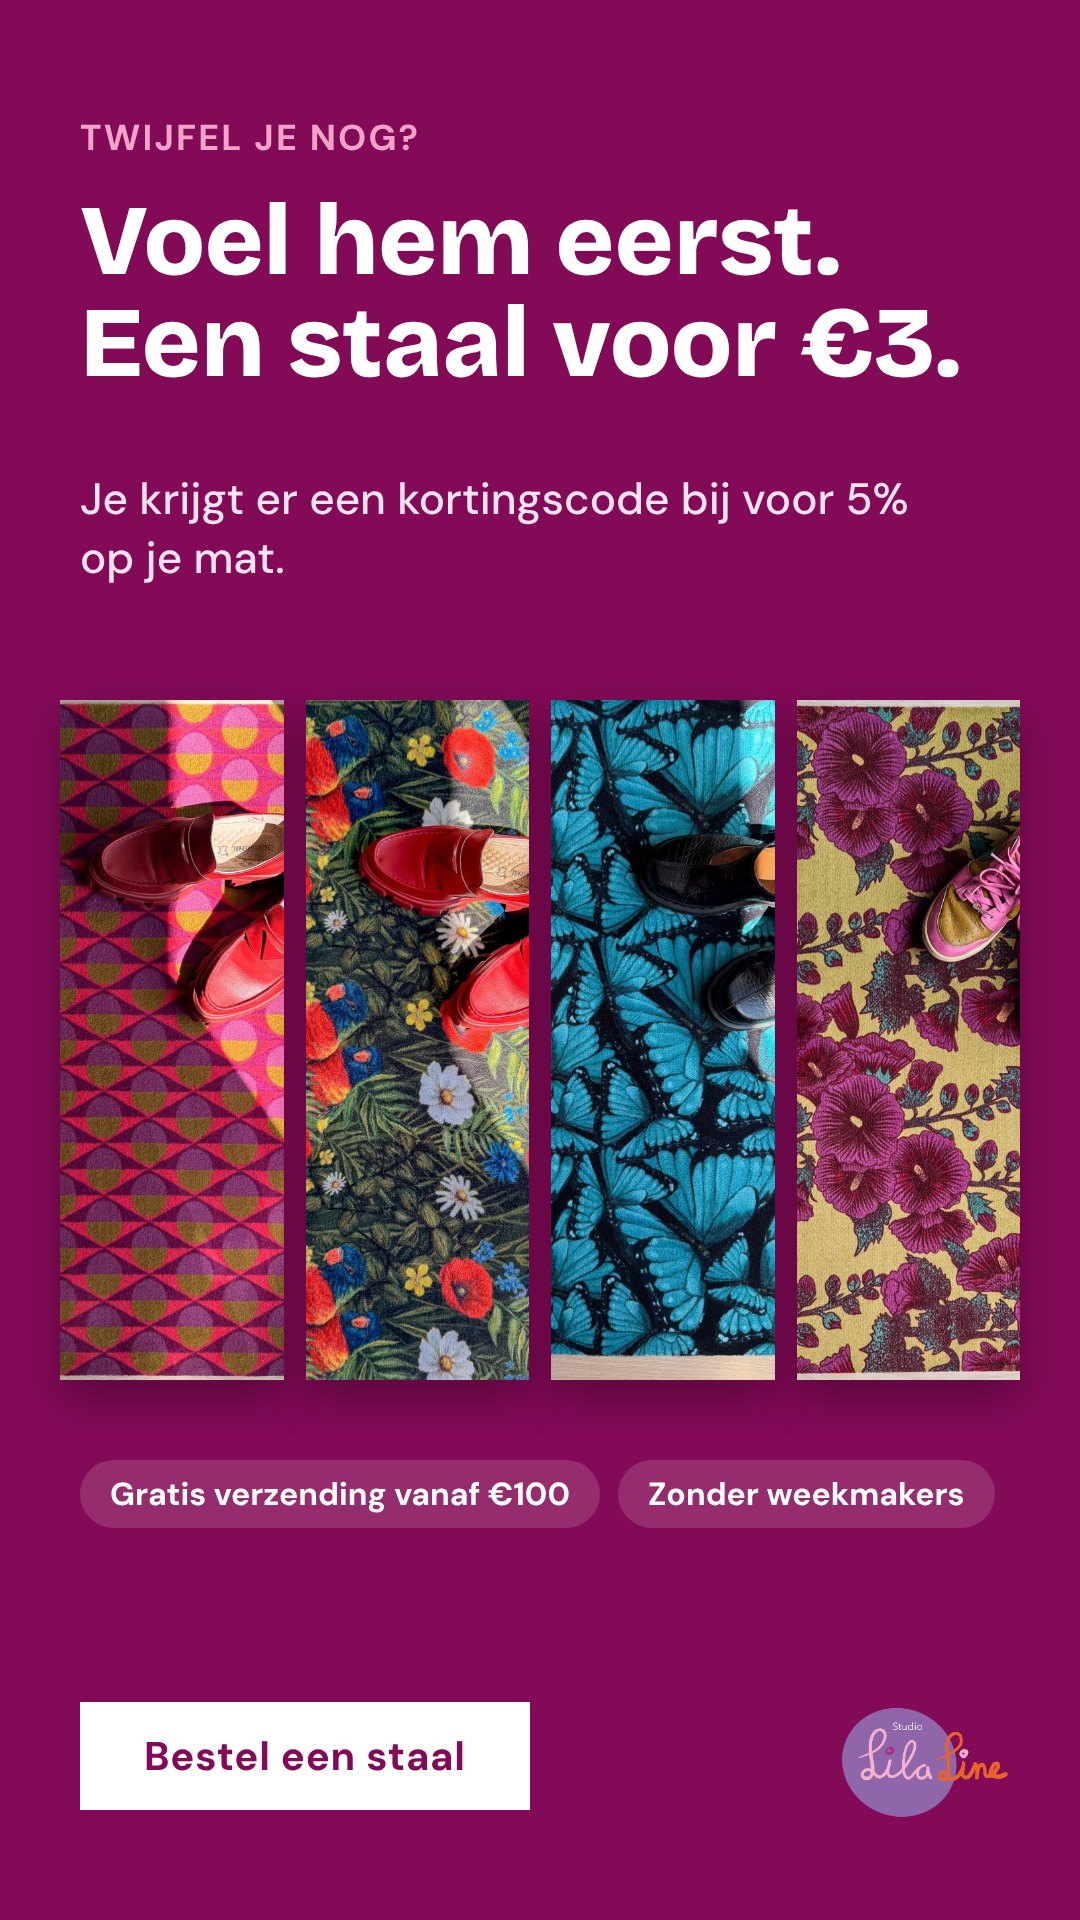 TWIJFEL JE NOG?
Voel hem eerst.
Een staal voor €3.
Je krijgt er een kortingscode bij voor 5%
op je mat.
Gratis verzending vanaf €100
Zonder weekmakers
Bestel een staal
Studio
Lila Line